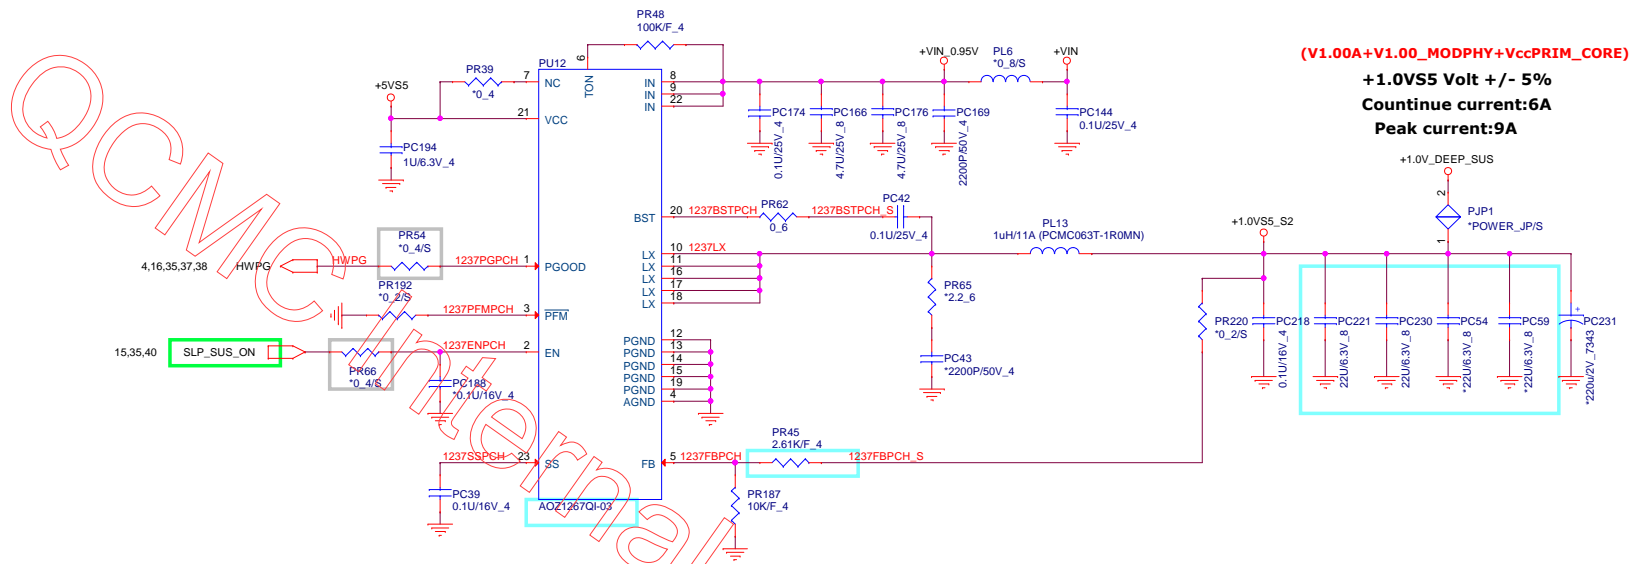 PR48
100K/F_4
+VIN_0.95V
PL6
*0_8/S
+VIN
(V1.00A+V1.00_MODPHY+VccPRIM_CORE)
+1.0VS5 Volt +/- 5%
Countinue current:6A
Peak current:9A
+5VS5
PR39
*0_4
PU12
6
7
NC
TON
IN
8
IN
9
IN
22
21
VCC
PC194
1U/6.3V_4
PC174
0.1U/25V_4
PC166
4.7U/25V_8
PC176
4.7U/25V_8
PC169
2200P/50V_4
PC144
0.1U/25V_4
+1.0V_DEEP_SUS
2
PJP1
*POWER_JP/S
1
BST
20
1237BSTPCH
PR62
0_6
1237BSTPCH_S
PC42
0.1U/25V_4
+1.0VS5_S2
PL13
1uH/11A (PCMC063T-1R0MN)
LX
10
1237LX
LX
11
LX
16
LX
17
LX
18
4,16,35,37,38
HWPG
HWPG
PR54
*0_4/S
1237PGPCH
1
PGOOD
PR192
*0_2/S
1237PFMPCH
3
PFM
15,35,40
SLP_SUS_ON
PR66
*0_4/S
1237ENPCH
2
EN
PC188
*0.1U/16V_4
PGND
12
PGND
13
PGND
14
PGND
15
PGND
19
AGND
4
PR65
*2.2_6
PC43
*2200P/50V_4
PR220
*0_2/S
PC218
0.1U/16V_4
PC221
22U/6.3V_8
PC230
22U/6.3V_8
PC54
*22U/6.3V_8
PC59
*22U/6.3V_8
+
PC231
*220u/2V_7343
1237SSPCH
23
SS
PC39
0.1U/16V_4
FB
5
1237FBPCH
PR45
2.61K/F_4
1237FBPCH_S
PR187
10K/F_4
AOZ1267QI-03
QCMC Internal